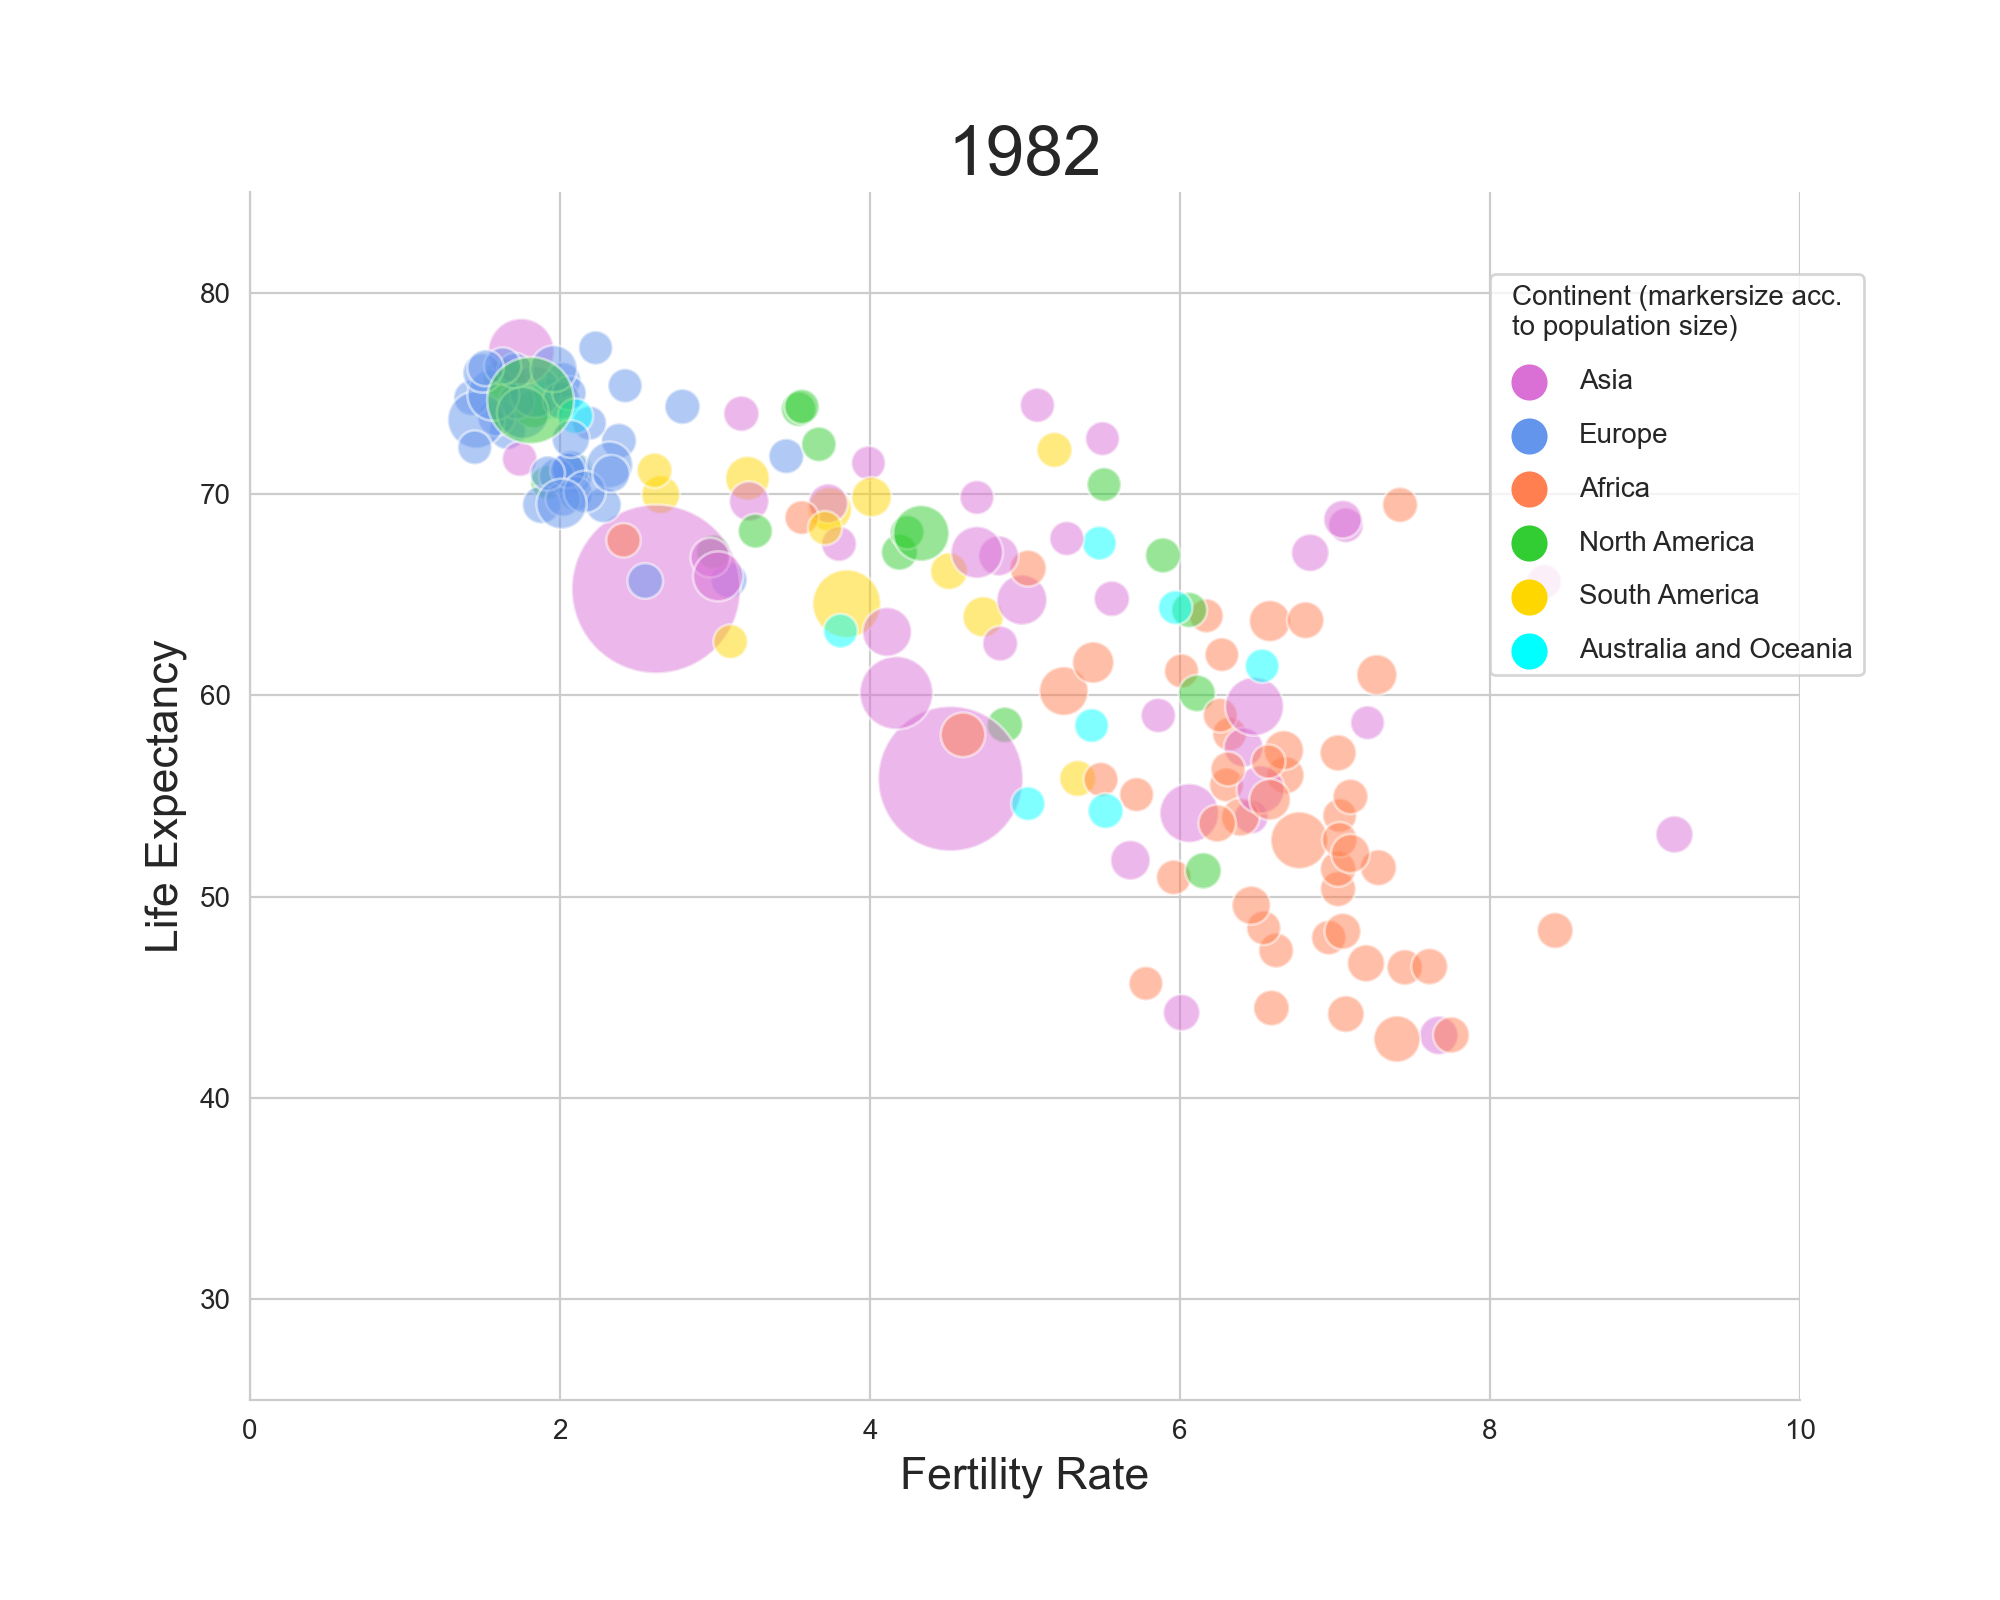 1982
80
70
60
50
40
30
Life Expectancy
0 2 4 6 8 10
Fertility Rate
Continent (markersize acc.
to population size)
Asia
Europe
Africa
North America
South America
Australia and Oceania